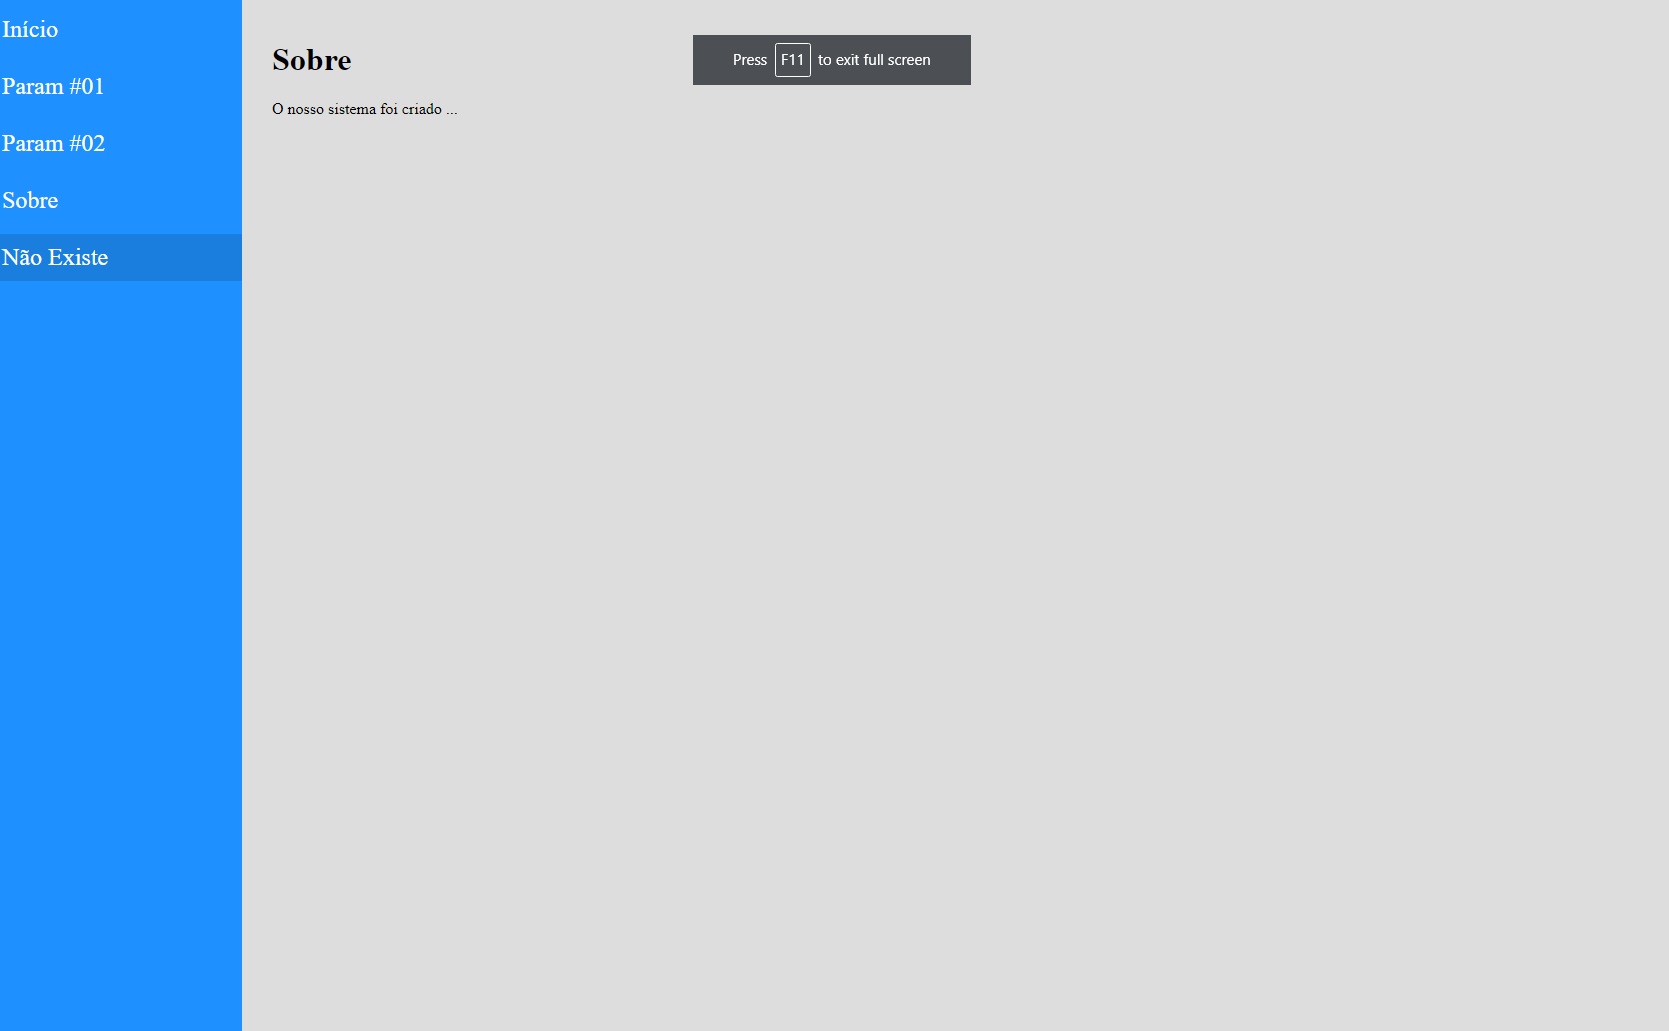 Início
Param #01
Param #02
Sobre
Não Existe
Sobre
O nosso sistema foi criado ...
Press F11 to exit full screen